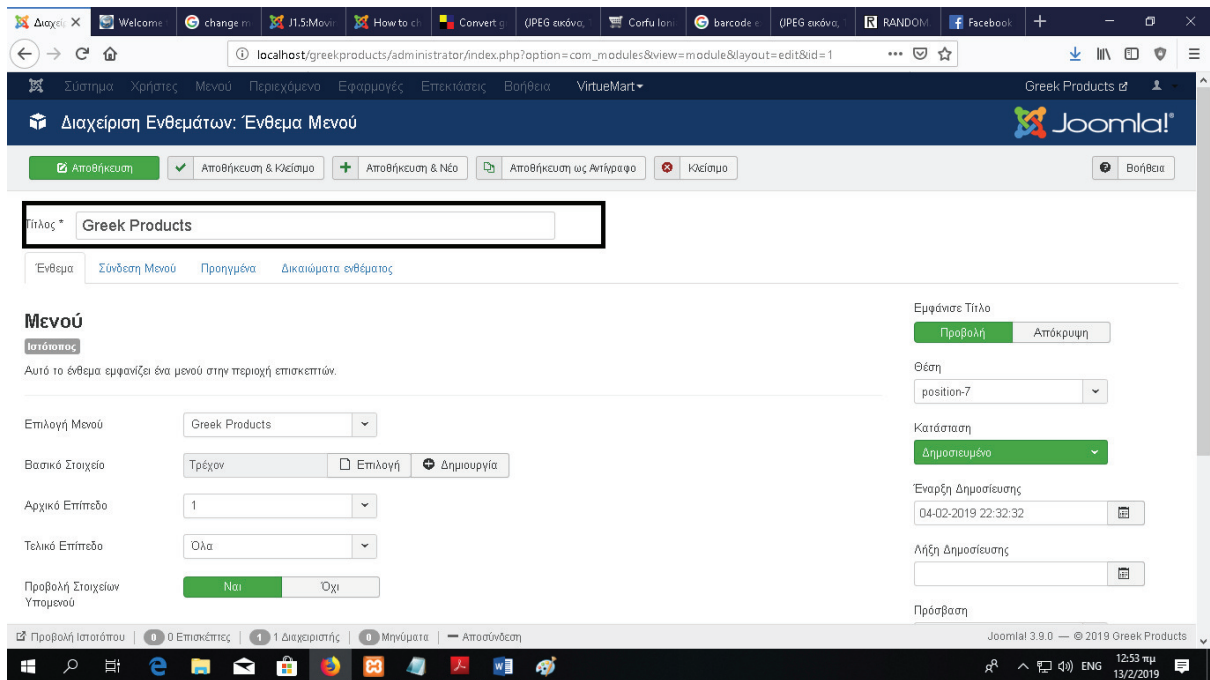 Διαχείρ Welcome change m J1.5:Movin How to ch Convert g (JPEG εικόνα, Corfu Ioni barcode e (JPEG εικόνα, RANDOM Facebook
localhost/greekproducts/administrator/index.php?option=com_modules&view=module&layout=edit&id=1
Σύστημα Χρήστες Μενού Περιεχόμενο Εφαρμογές Επεκτάσεις Βοήθεια VirtueMart Greek Products
Διαχείριση Ενθεμάτων: Ένθεμα Μενού Joomla!®
Αποθήκευση Αποθήκευση & Κλείσιμο Αποθήκευση & Νέο Αποθήκευση ως Αντίγραφο Κλείσιμο Βοήθεια
Τίτλος * Greek Products
Ένθεμα Σύνδεση Μενού Προηγμένα Δικαιώματα ενθέματος
Εμφάνισε Τίτλο
Μενού
Προβολή Απόκρυψη
Ιστότοπος
Αυτό το ένθεμα εμφανίζει ένα μενού στην περιοχή επισκεπτών.
Θέση
position-7
Επιλογή Μενού Greek Products
Κατάσταση
Δημοσιευμένο
Βασικό Στοιχείο Τρέχον Επιλογή Δημιουργία
Έναρξη Δημοσίευσης
04-02-2019 22:32:32
Αρχικό Επίπεδο 1
Τελικό Επίπεδο Όλα
Λήξη Δημοσίευσης
Προβολή Στοιχείων Υπομενού Ναι Όχι
Πρόσβαση
Προβολή Ιστοτόπου 0 0 Επισκέπτες 1 1 Διαχειριστής 0 Μηνύματα Αποσύνδεση Joomla! 3.9.0 — © 2019 Greek Products
ENG 12:53 πμ
13/2/2019